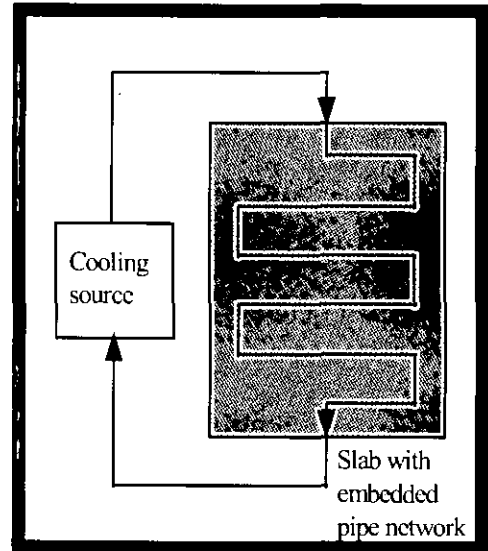 Cooling
source
Slab with
embedded
pipe network